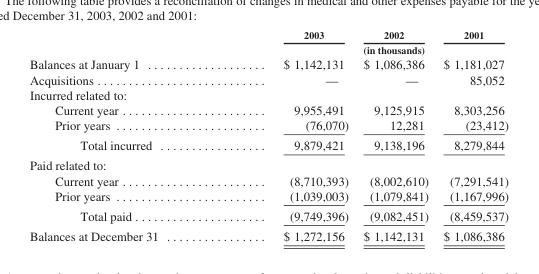 The following table provides a reconciliation of changes in medical and other expenses payable for the ye
ed December 31, 2003, 2002 and 2001:
2003 2002 2001
(in thousands)
Balances at January 1 ................... $ 1,142,131 $ 1,086,386 $ 1,181,027
Acquisitions ......................... — — 85,052
Incurred related to:
Current year ..................... 9,955,491 9,125,915 8,303,256
Prior years ...................... (76,070) 12,281 (23,412)
Total incurred ................ 9,879,421 9,138,196 8,279,844
Paid related to:
Current year ..................... (8,710,393) (8,002,610) (7,291,541)
Prior years ...................... (1,039,003) (1,079,841) (1,167,996)
Total paid .................... (9,749,396) (9,082,451) (8,459,537)
Balances at December 31 ............... $ 1,272,156 $ 1,142,131 $ 1,086,386